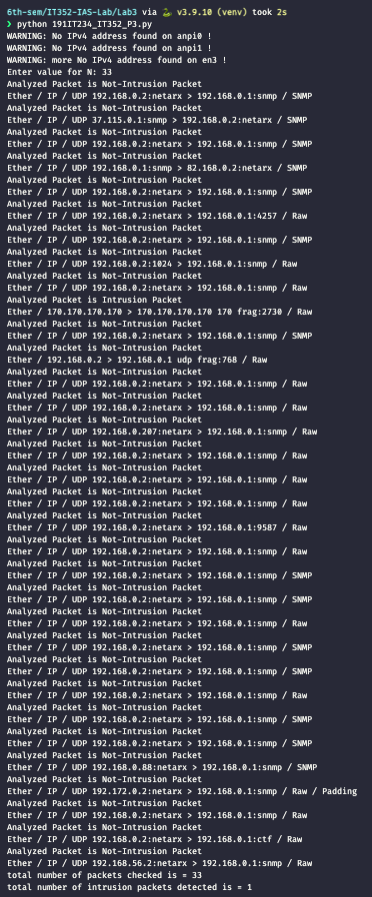 6th-sem/IT352-IAS-Lab/Lab3 via 🐍 v3.9.10 (venv) took 2s
❯ python 191IT234_IT352_P3.py
WARNING: No IPv4 address found on anpi0 !
WARNING: No IPv4 address found on anpi1 !
WARNING: more No IPv4 address found on en3 !
Enter value for N: 33
Analyzed Packet is Not-Intrusion Packet
Ether / IP / UDP 192.168.0.2:netarx > 192.168.0.1:snmp / SNMP
Analyzed Packet is Not-Intrusion Packet
Ether / IP / UDP 37.115.0.1:snmp > 192.168.0.2:netarx / SNMP
Analyzed Packet is Not-Intrusion Packet
Ether / IP / UDP 192.168.0.2:netarx > 192.168.0.1:snmp / SNMP
Analyzed Packet is Not-Intrusion Packet
Ether / IP / UDP 192.168.0.1:snmp > 82.168.0.2:netarx / SNMP
Analyzed Packet is Not-Intrusion Packet
Ether / IP / UDP 192.168.0.2:netarx > 192.168.0.1:snmp / SNMP
Analyzed Packet is Not-Intrusion Packet
Ether / IP / UDP 192.168.0.2:netarx > 192.168.0.1:4257 / Raw
Analyzed Packet is Not-Intrusion Packet
Ether / IP / UDP 192.168.0.2:netarx > 192.168.0.1:snmp / SNMP
Analyzed Packet is Not-Intrusion Packet
Ether / IP / UDP 192.168.0.2:1024 > 192.168.0.1:snmp / Raw
Analyzed Packet is Not-Intrusion Packet
Ether / IP / UDP 192.168.0.2:netarx > 192.168.0.1:snmp / Raw
Analyzed Packet is Intrusion Packet
Ether / 170.170.170.170 > 170.170.170.170 170 frag:2730 / Raw
Analyzed Packet is Not-Intrusion Packet
Ether / IP / UDP 192.168.0.2:netarx > 192.168.0.1:snmp / SNMP
Analyzed Packet is Not-Intrusion Packet
Ether / 192.168.0.2 > 192.168.0.1 udp frag:768 / Raw
Analyzed Packet is Not-Intrusion Packet
Ether / IP / UDP 192.168.0.2:netarx > 192.168.0.1:snmp / Raw
Analyzed Packet is Not-Intrusion Packet
Ether / IP / UDP 192.168.0.2:netarx > 192.168.0.1:snmp / Raw
Analyzed Packet is Not-Intrusion Packet
Ether / IP / UDP 192.168.0.207:netarx > 192.168.0.1:snmp / Raw
Analyzed Packet is Not-Intrusion Packet
Ether / IP / UDP 192.168.0.2:netarx > 192.168.0.1:snmp / Raw
Analyzed Packet is Not-Intrusion Packet
Ether / IP / UDP 192.168.0.2:netarx > 192.168.0.1:snmp / Raw
Analyzed Packet is Not-Intrusion Packet
Ether / IP / UDP 192.168.0.2:netarx > 192.168.0.1:snmp / Raw
Analyzed Packet is Not-Intrusion Packet
Ether / IP / UDP 192.168.0.2:netarx > 192.168.0.1:9587 / Raw
Analyzed Packet is Not-Intrusion Packet
Ether / IP / UDP 192.168.0.2:netarx > 192.168.0.1:snmp / Raw
Analyzed Packet is Not-Intrusion Packet
Ether / IP / UDP 192.168.0.2:netarx > 192.168.0.1:snmp / SNMP
Analyzed Packet is Not-Intrusion Packet
Ether / IP / UDP 192.168.0.2:netarx > 192.168.0.1:snmp / SNMP
Analyzed Packet is Not-Intrusion Packet
Ether / IP / UDP 192.168.0.2:netarx > 192.168.0.1:snmp / Raw
Analyzed Packet is Not-Intrusion Packet
Ether / IP / UDP 192.168.0.2:netarx > 192.168.0.1:snmp / SNMP
Analyzed Packet is Not-Intrusion Packet
Ether / IP / UDP 192.168.0.2:netarx > 192.168.0.1:snmp / SNMP
Analyzed Packet is Not-Intrusion Packet
Ether / IP / UDP 192.168.0.2:netarx > 192.168.0.1:snmp / Raw
Analyzed Packet is Not-Intrusion Packet
Ether / IP / UDP 192.168.0.2:netarx > 192.168.0.1:snmp / SNMP
Analyzed Packet is Not-Intrusion Packet
Ether / IP / UDP 192.168.0.2:netarx > 192.168.0.1:snmp / SNMP
Analyzed Packet is Not-Intrusion Packet
Ether / IP / UDP 192.168.0.88:netarx > 192.168.0.1:snmp / SNMP
Analyzed Packet is Not-Intrusion Packet
Ether / IP / UDP 192.172.0.2:netarx > 192.168.0.1:snmp / Raw / Padding
Analyzed Packet is Not-Intrusion Packet
Ether / IP / UDP 192.168.0.2:netarx > 192.168.0.1:snmp / Raw
Analyzed Packet is Not-Intrusion Packet
Ether / IP / UDP 192.168.0.2:netarx > 192.168.0.1:ctf / Raw
Analyzed Packet is Not-Intrusion Packet
Ether / IP / UDP 192.168.56.2:netarx > 192.168.0.1:snmp / Raw
total number of packets checked is = 33
total number of intrusion packets detected is = 1